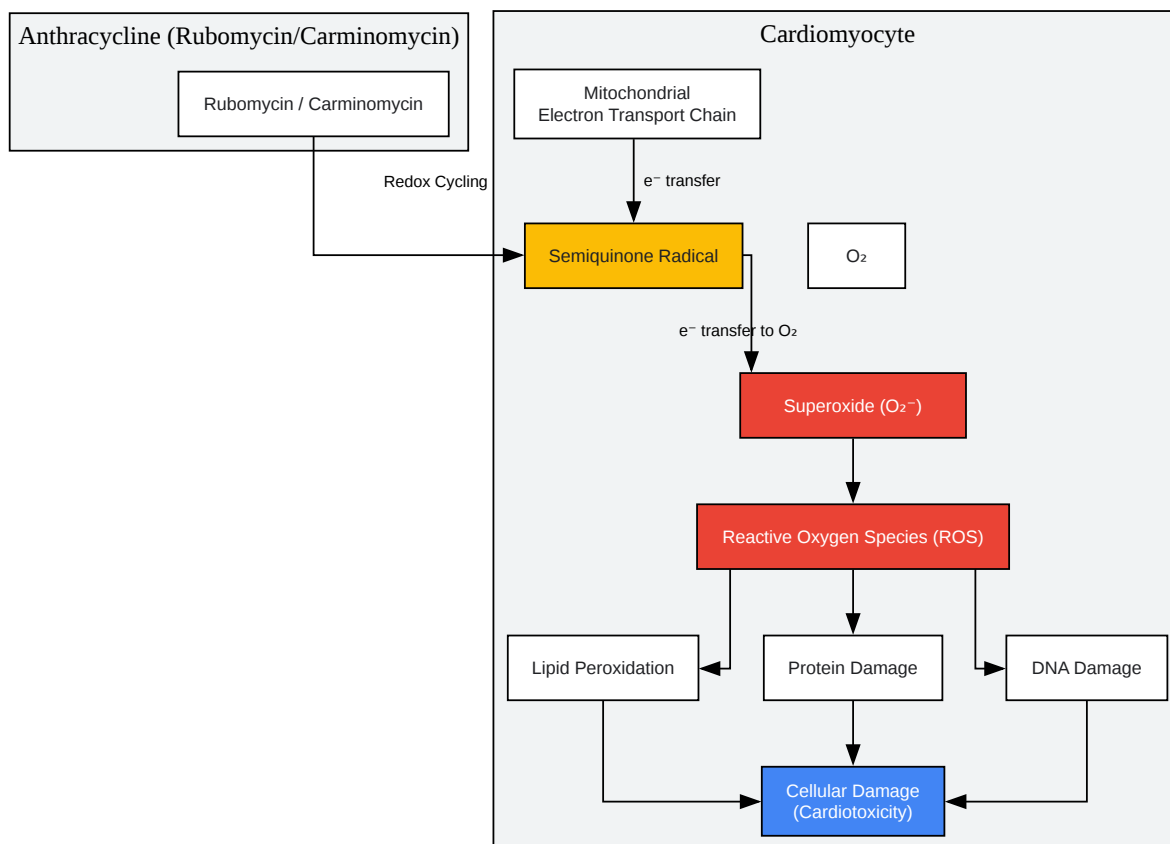 Anthracycline (Rubomycin/Carminomycin)
Cardiomyocyte
Rubomycin / Carminomycin
Mitochondrial
Electron Transport Chain
Redox Cycling
e⁻ transfer
Semiquinone Radical
O₂
e⁻ transfer to O₂
Superoxide (O₂⁻)
Reactive Oxygen Species (ROS)
Lipid Peroxidation
Protein Damage
DNA Damage
Cellular Damage
(Cardiotoxicity)